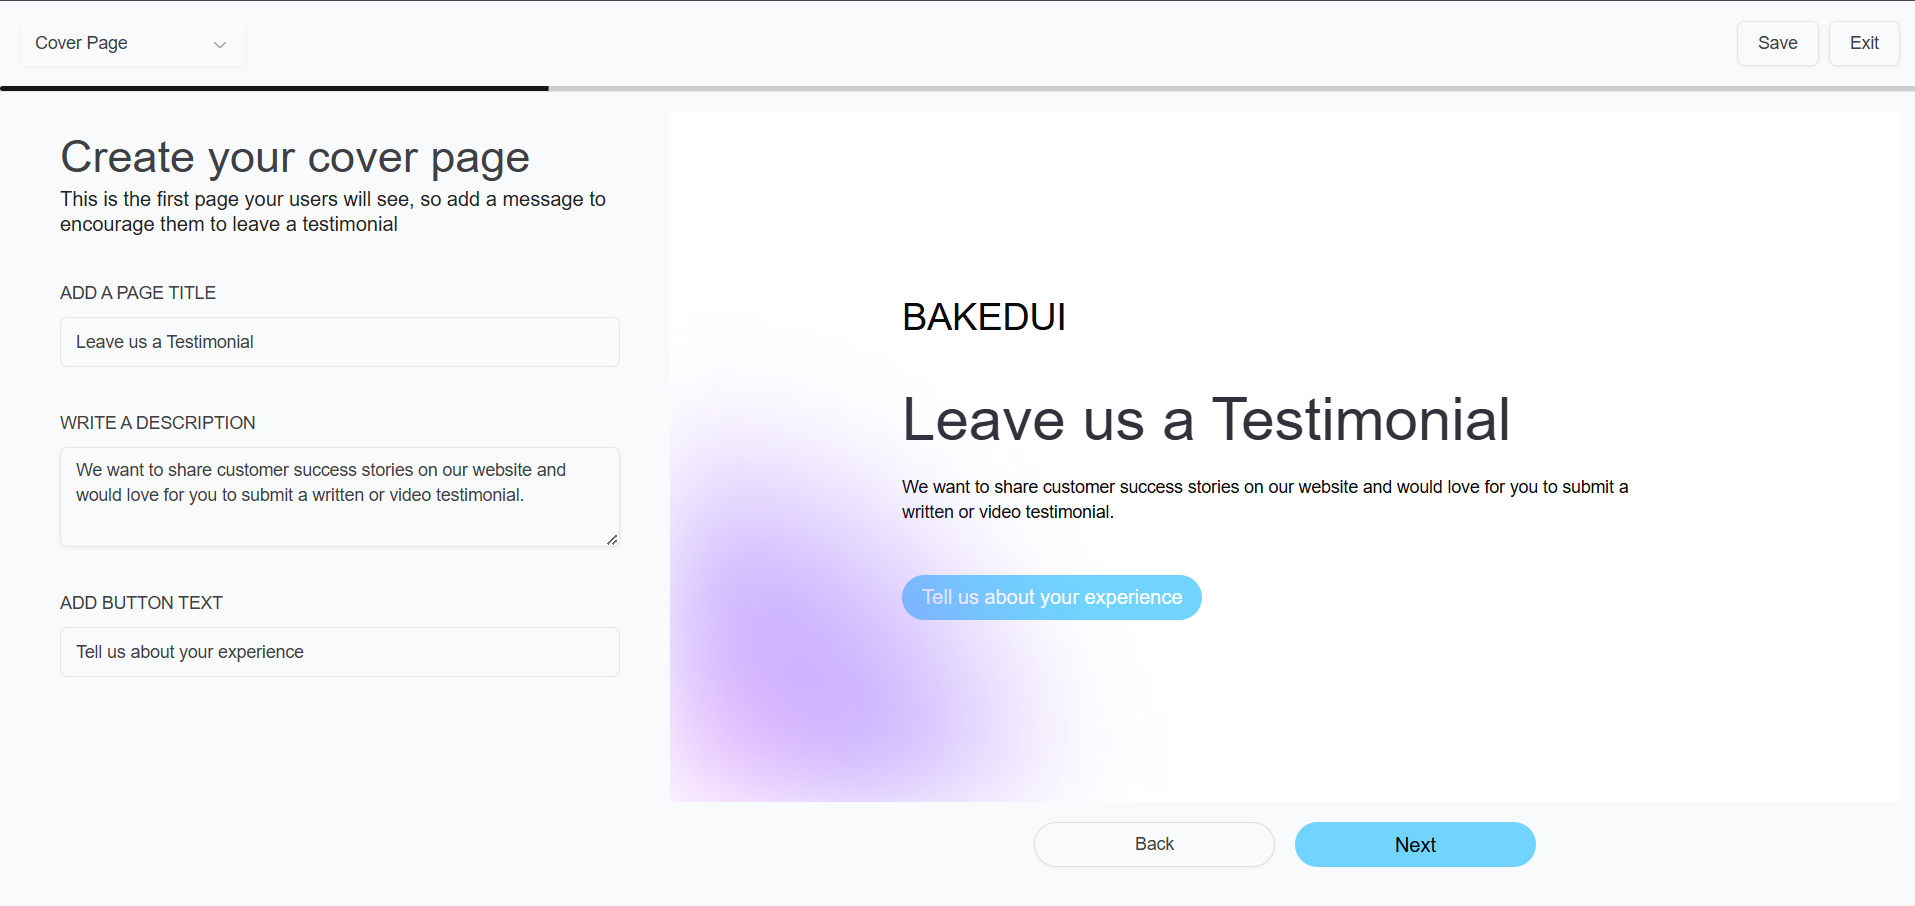 Cover Page
Save
Exit
Create your cover page
This is the first page your users will see, so add a message to
encourage them to leave a testimonial
ADD A PAGE TITLE
Leave us a Testimonial
WRITE A DESCRIPTION
We want to share customer success stories on our website and
would love for you to submit a written or video testimonial.
ADD BUTTON TEXT
Tell us about your experience
BAKEDUI
Leave us a Testimonial
We want to share customer success stories on our website and would love for you to submit a
written or video testimonial.
Tell us about your experience
Back
Next